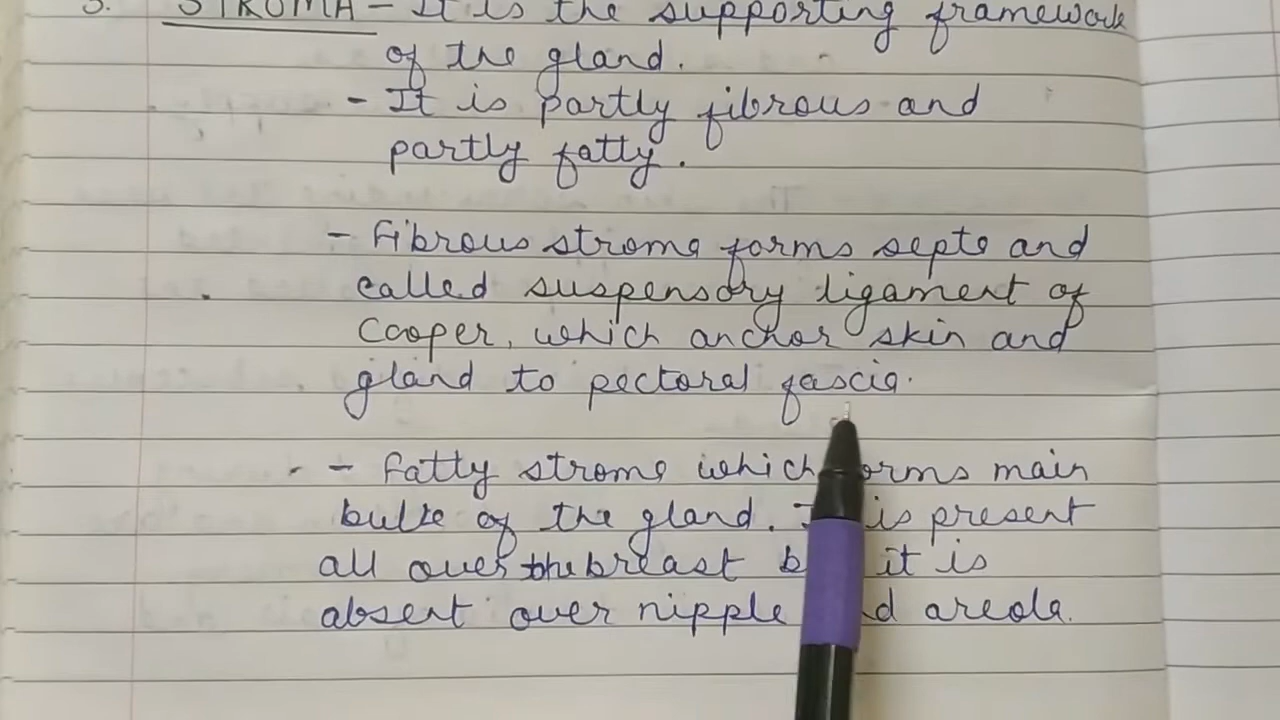 3. STROMA - It is the supporting framework
of the gland.
- It is partly fibrous and
partly fatty.
- Fibrous stroma forms septa and
called suspensory ligament of
Cooper, which anchor skin and
gland to pectoral fascia.
- Fatty stroma which forms main
bulk of the gland. is present
all over the breast it is
absent over nipple areola.